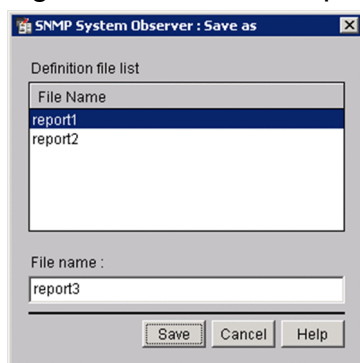 SNMP System Observer : Save as
Definition file list
File Name
report1
report2
File name :
report3
Save Cancel Help